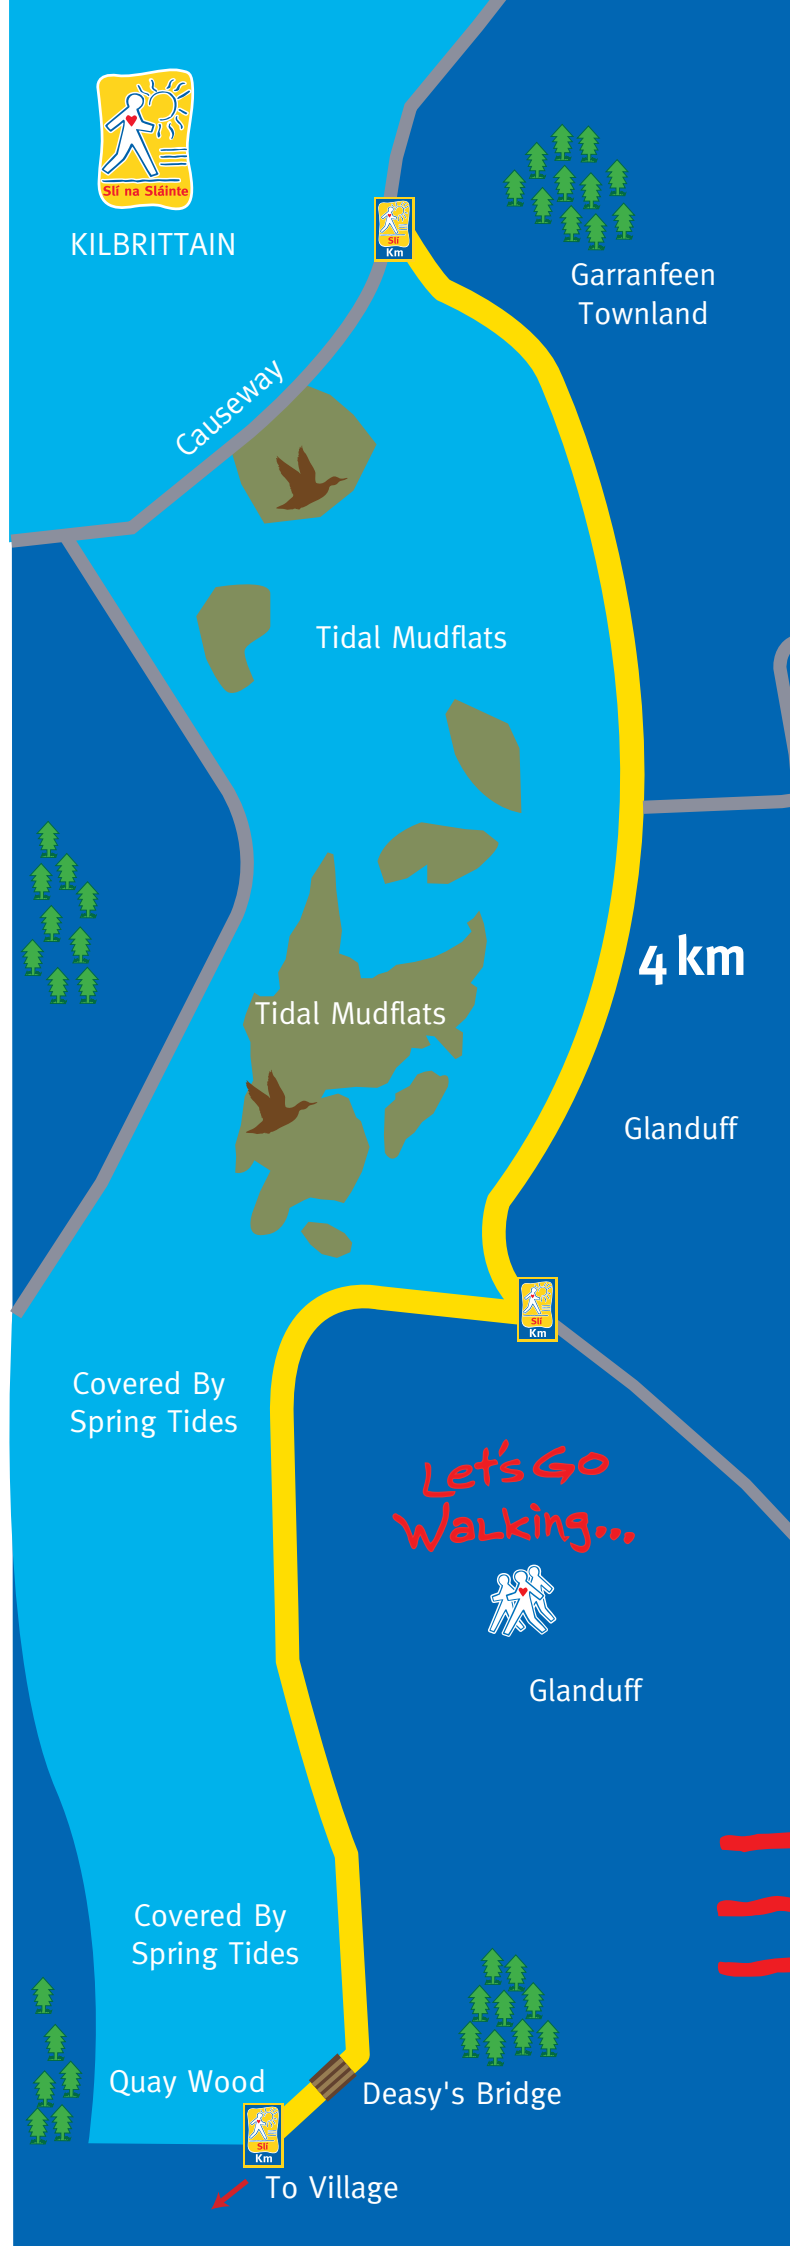 Slí na Sláinte
KILBRITTAIN
Slí
Km
Garranfeen
Townland
Causeway
Tidal Mudflats
4 km
Tidal Mudflats
Glanduff
Slí
Km
Covered By
Spring Tides
Let's Go
Walking...
Glanduff
Covered By
Spring Tides
Quay Wood
Deasy's Bridge
Slí
Km
To Village